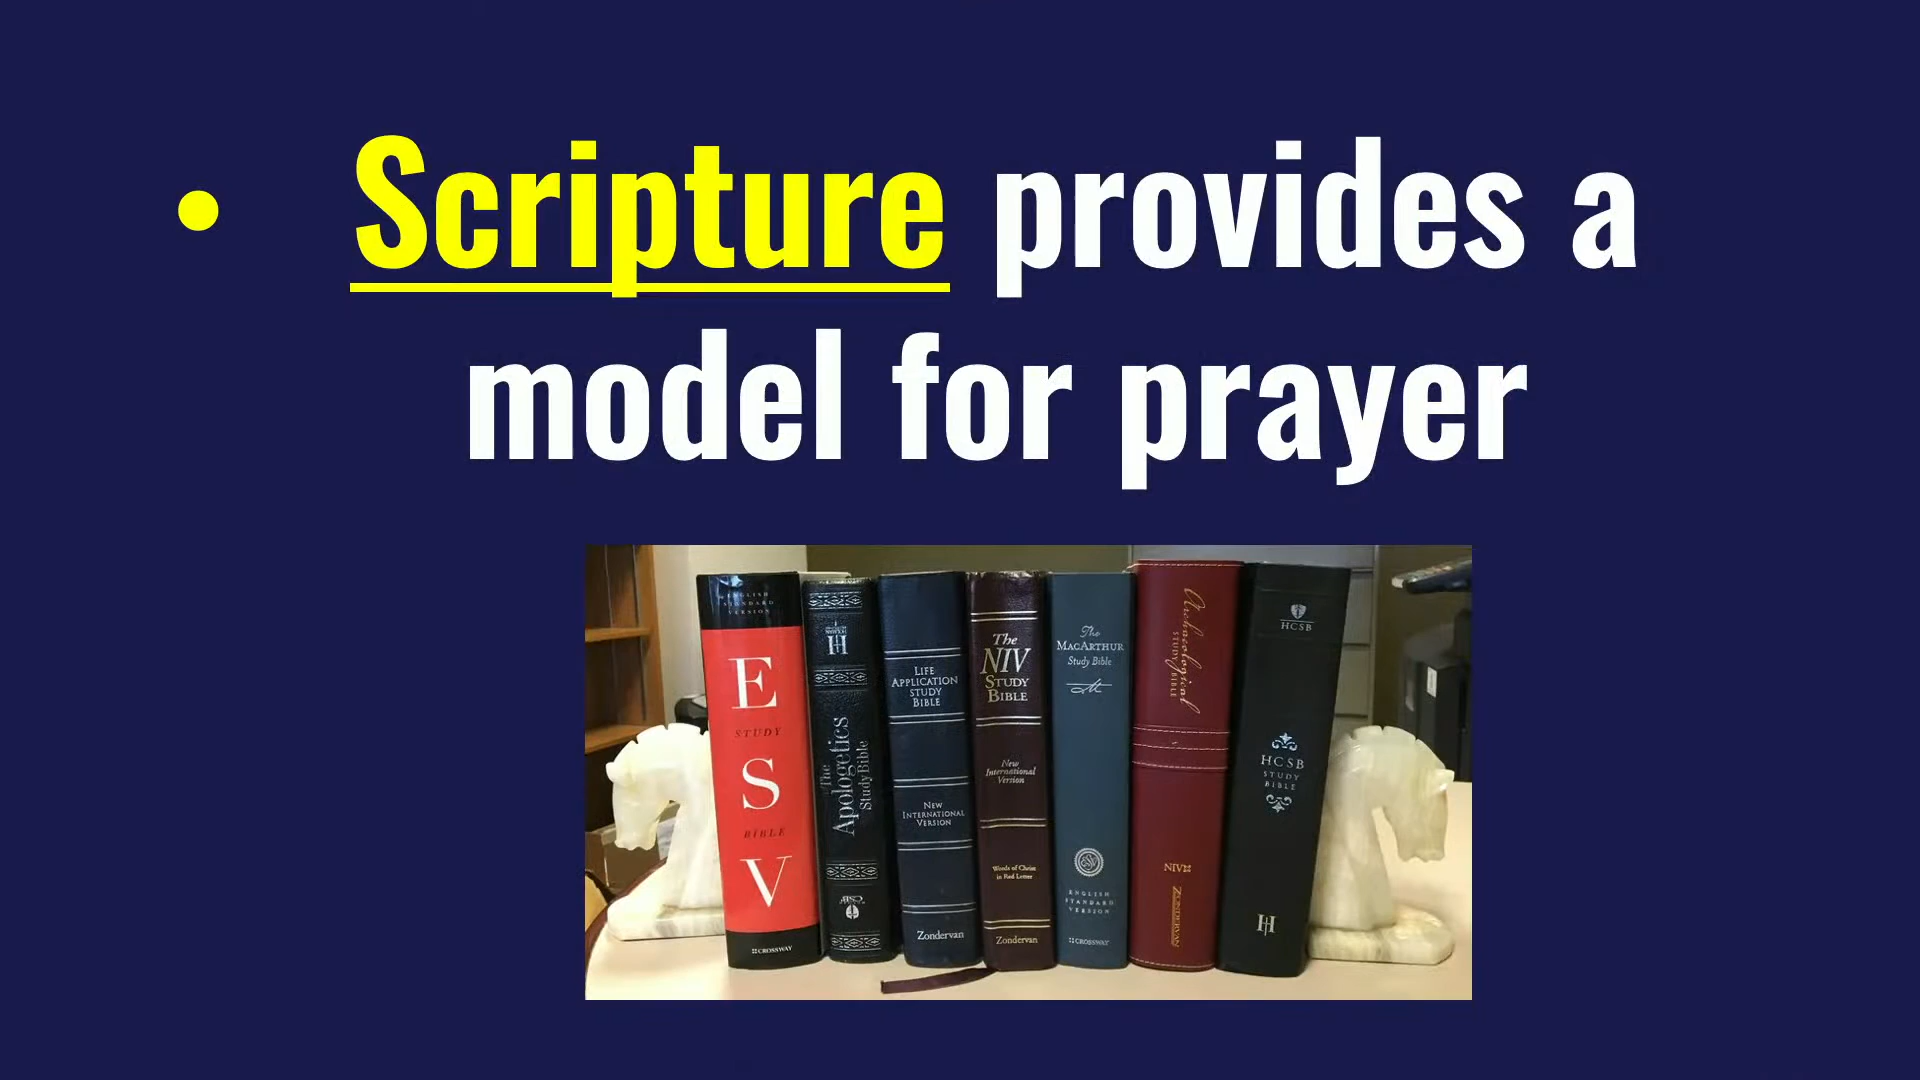 • Scripture provides a
model for prayer
ENGLISH
STANDARD
VERSION
E
STUDY
S
BIBLE
V
CROSSWAY
H
The
Apologetics
Study Bible
CSB
LIFE
APPLICATION
STUDY
BIBLE
NEW
INTERNATIONAL
VERSION
Zondervan
The
NIV
STUDY
BIBLE
New
International
Version
Words of Christ
in Red Letter
Zondervan
The
MACARTHUR
Study Bible
ENGLISH
STANDARD
VERSION
CROSSWAY
Archaeological
STUDY BIBLE
NIV
ZONDERVAN
HCSB
HCSB
STUDY
BIBLE
H